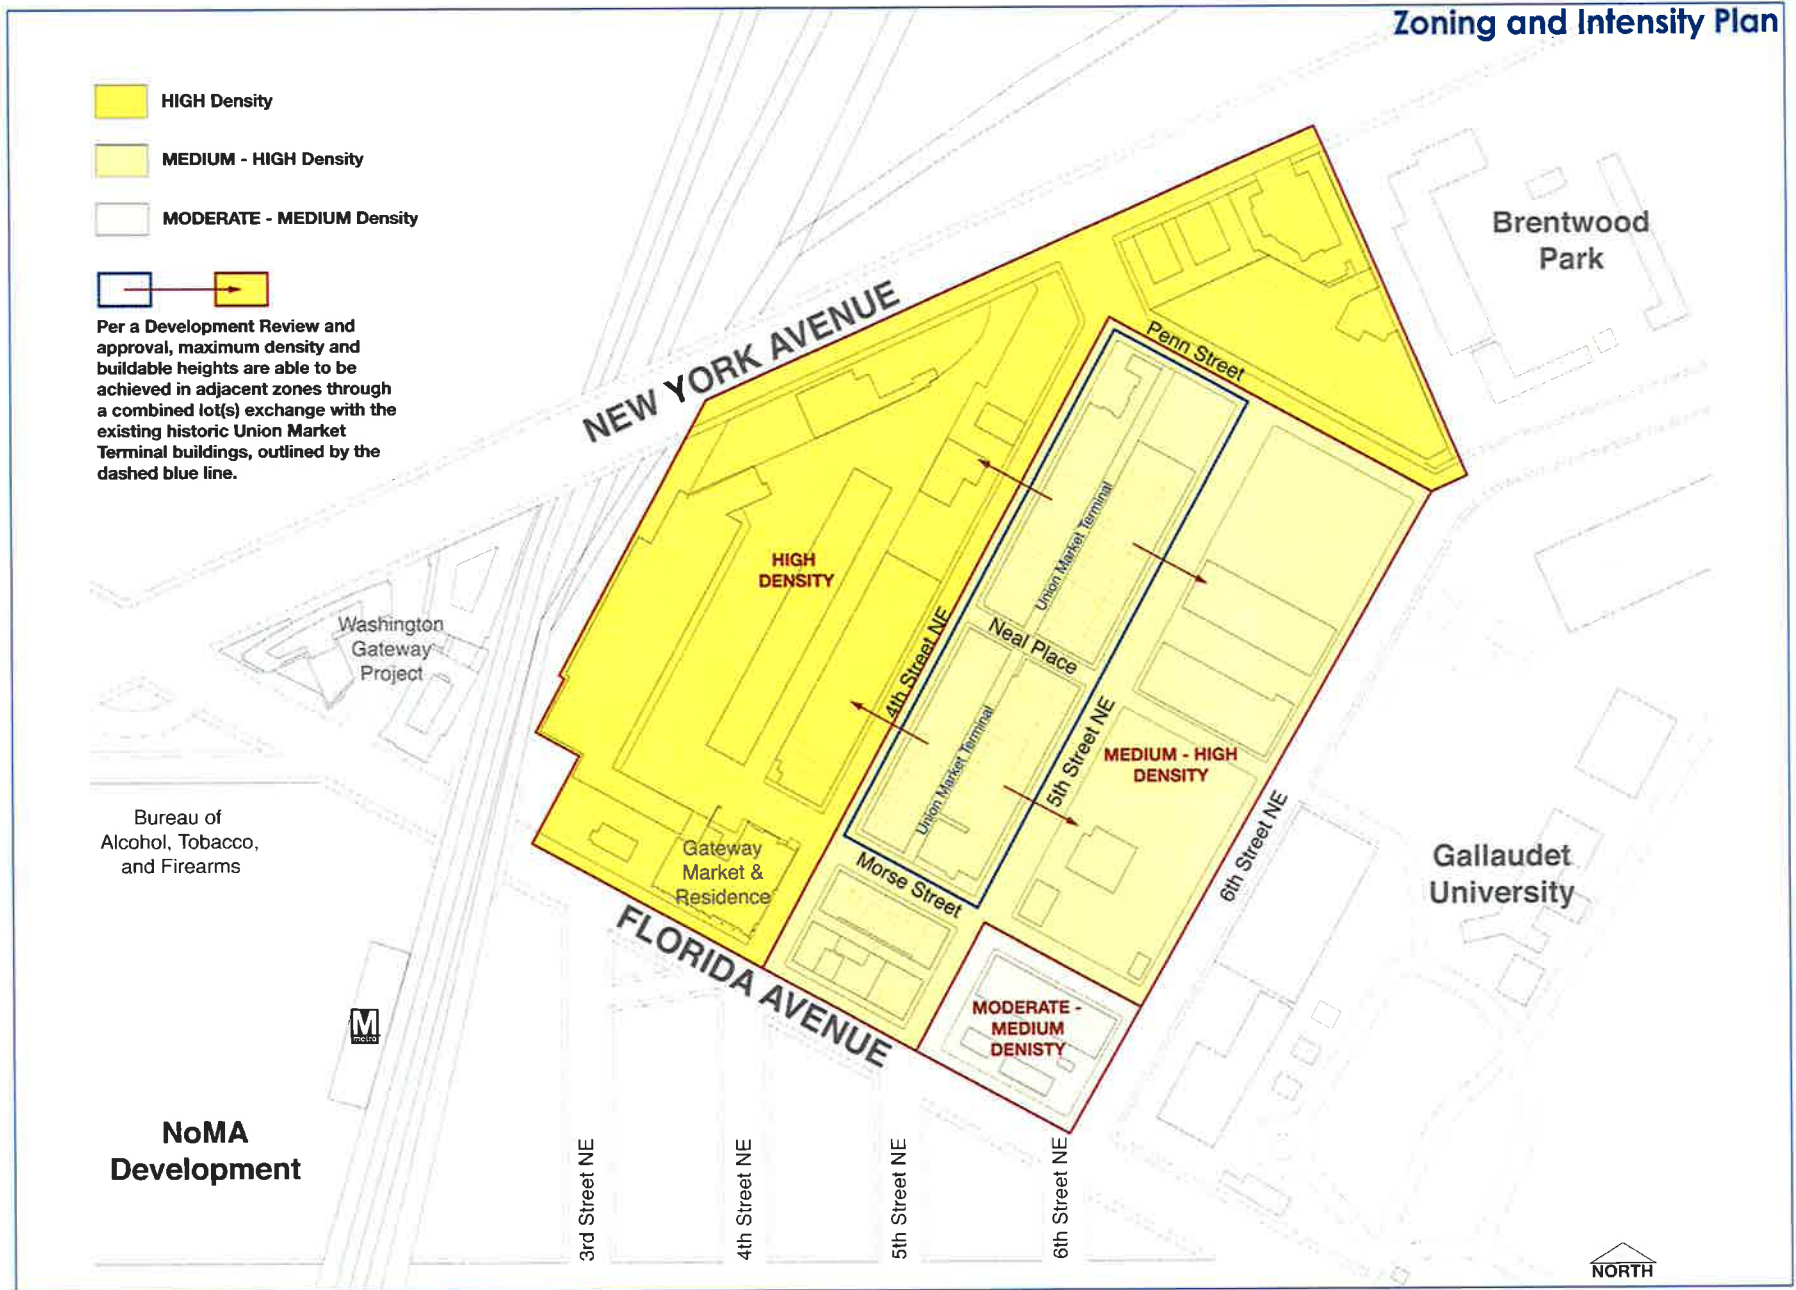 Zoning and Intensity Plan
HIGH Density
MEDIUM - HIGH Density
MODERATE - MEDIUM Density
Per a Development Review and
approval, maximum density and
buildable heights are able to be
achieved in adjacent zones through
a combined lot(s) exchange with the
existing historic Union Market
Terminal buildings, outlined by the
dashed blue line.
NEW YORK AVENUE
Brentwood
Park
Penn Street
Union Market Terminal
HIGH
DENSITY
4th Street NE
Neal Place
Washington
Gateway
Project
Union Market Terminal
5th Street NE
MEDIUM - HIGH
DENSITY
6th Street NE
Bureau of
Alcohol, Tobacco,
and Firearms
Gateway
Market &
Residence
Morse Street
Gallaudet
University
FLORIDA AVENUE
MODERATE -
MEDIUM
DENISTY
M
metro
NoMA
Development
3rd Street NE
4th Street NE
5th Street NE
6th Street NE
NORTH